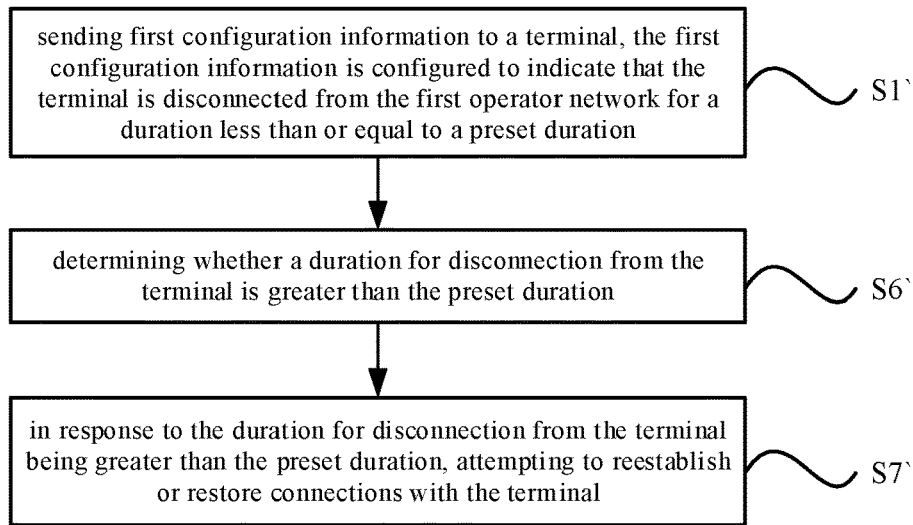 sending first configuration information to a terminal, the first
configuration information is configured to indicate that the
terminal is disconnected from the first operator network for a
duration less than or equal to a preset duration
S1`
determining whether a duration for disconnection from the
terminal is greater than the preset duration
S6`
in response to the duration for disconnection from the terminal
being greater than the preset duration, attempting to reestablish
or restore connections with the terminal
S7`